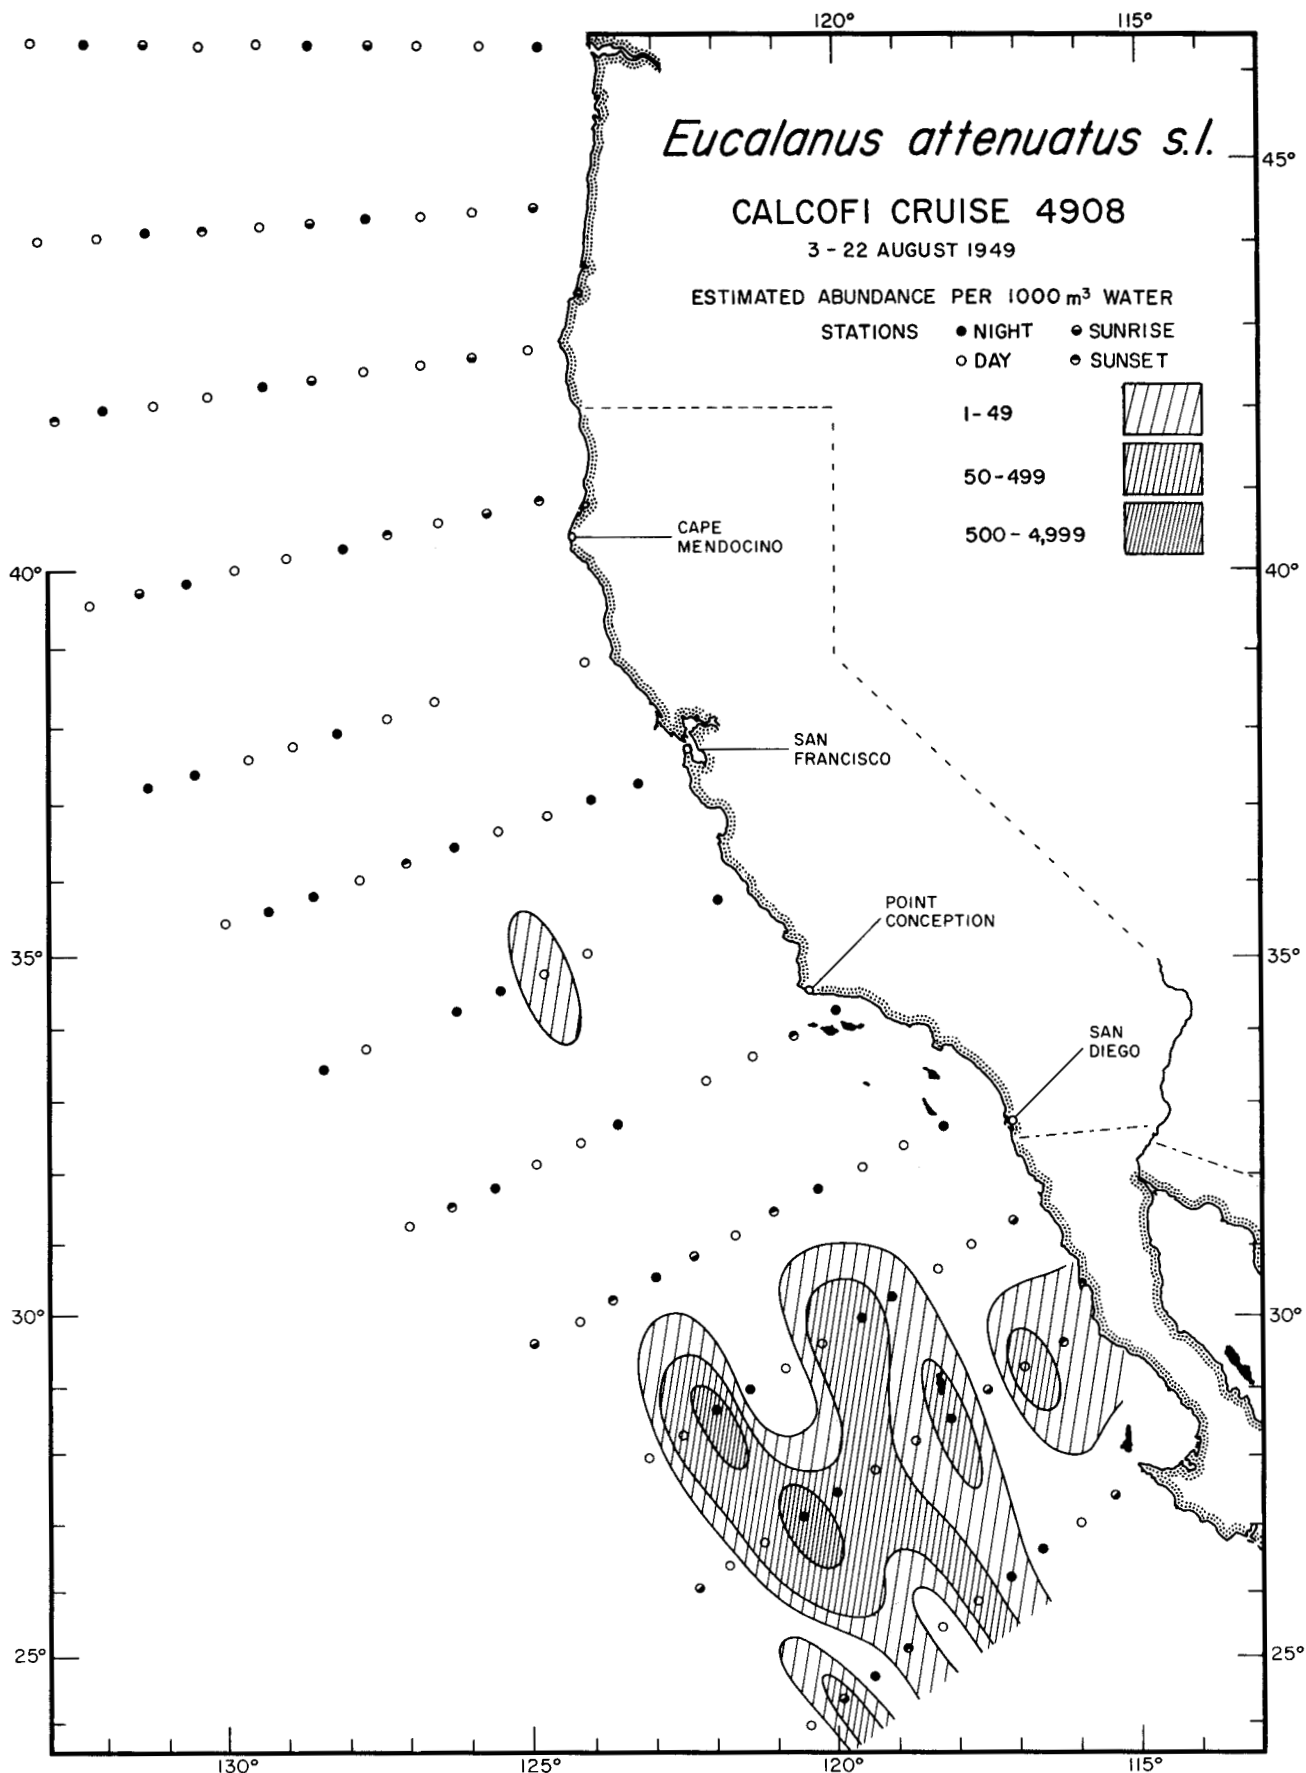 120° 115°
Eucalanus attenuatus s.l.
45°
CALCOFI CRUISE 4908
3 - 22 AUGUST 1949
ESTIMATED ABUNDANCE PER 1000 m³ WATER
STATIONS NIGHT SUNRISE
DAY SUNSET
1 - 49
50 - 499
500 - 4,999
CAPE
MENDOCINO
40° 40°
SAN
FRANCISCO
POINT
CONCEPTION
35° 35°
SAN
DIEGO
30° 30°
25° 25°
130° 125° 120° 115°